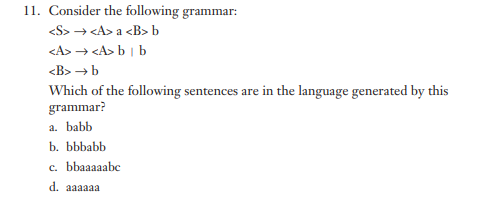 11. Consider the following grammar:
<S> → <A> a <B> b
<A> → <A> b | b
<B> → b
Which of the following sentences are in the language generated by this
grammar?
a. babb
b. bbbabb
c. bbaaaaabc
d. aaaaaa